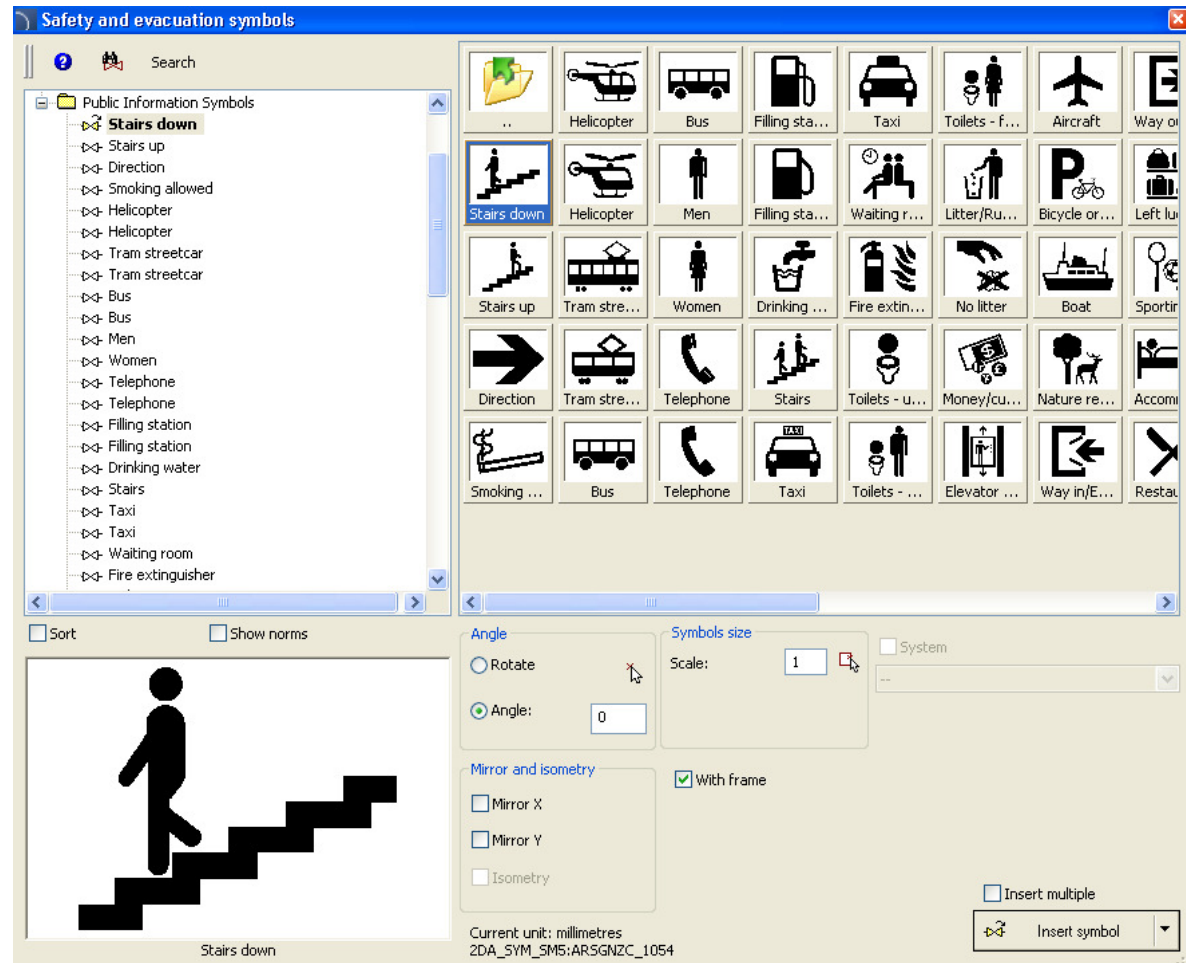 Safety and evacuation symbols
Search
Public Information Symbols
Stairs down
Stairs up
Direction
Smoking allowed
Helicopter
Helicopter
Tram streetcar
Tram streetcar
Bus
Bus
Men
Women
Telephone
Telephone
Filling station
Filling station
Drinking water
Stairs
Taxi
Taxi
Waiting room
Fire extinguisher
.. Helicopter Bus Filling sta... Taxi Toilets - f... Aircraft Way
Stairs down Helicopter Men Filling sta... Waiting r... Litter/Ru... Bicycle or... Left
Stairs up Tram stre... Women Drinking ... Fire extin... No litter Boat
Direction Tram stre... Telephone Stairs Toilets - u... Money/cu... Nature re...
TAXI
Smoking ... Bus Telephone Taxi Toilets - ... Elevator ... Way in/E...
Sort Show norms
Stairs down
Angle
Rotate
Angle: 0
Symbols size
Scale: 1
System
--
Mirror and isometry
Mirror X
Mirror Y
Isometry
With frame
Current unit: millimetres
2DA_SYM_SM5:ARSGNZC_1054
Insert multiple
Insert symbol